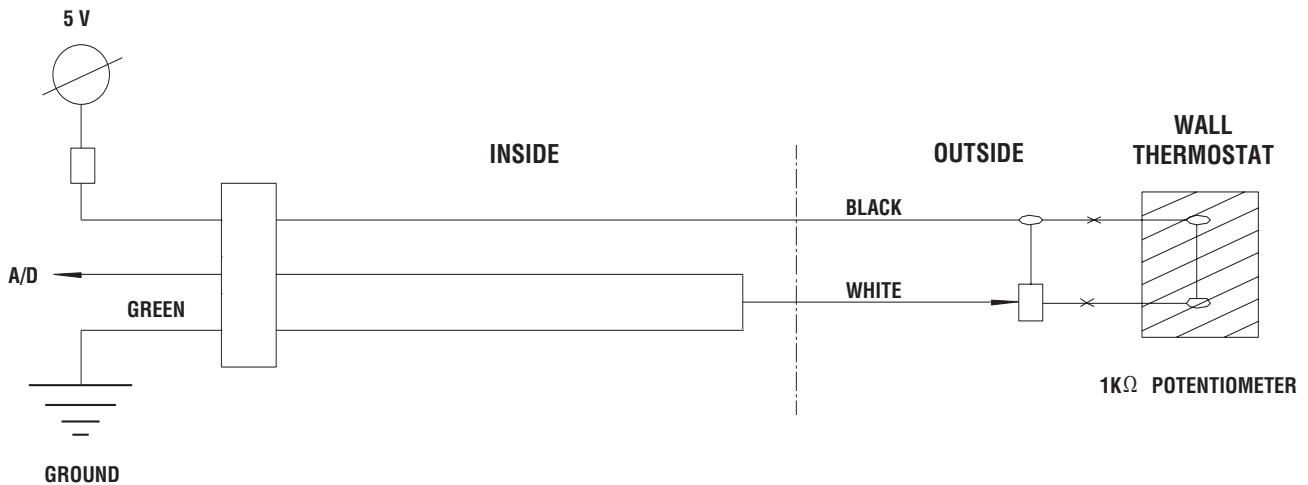 5 V
INSIDE
OUTSIDE
WALL
THERMOSTAT
BLACK
A/D
GREEN
WHITE
1KΩ POTENTIOMETER
GROUND